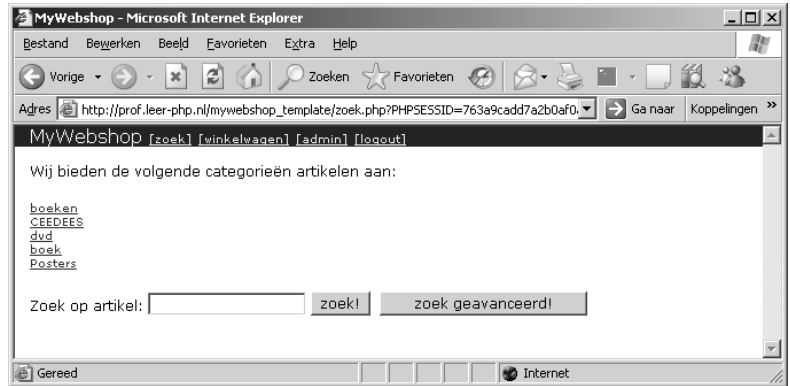 MyWebshop - Microsoft Internet Explorer
Bestand Bewerken Beeld Favorieten Extra Help
Vorige Zoeken Favorieten
Adres http://prof.leer-php.nl/mywebshop_template/zoek.php?PHPSESSID=763a9cadd7a2b0af0. Ga naar Koppelingen »
MyWebshop [zoek] [winkelwagen] [admin] [logout]
Wij bieden de volgende categorieën artikelen aan:
boeken
CEEDEES
dvd
boek
Posters
Zoek op artikel: zoek! zoek geavanceerd!
Gereed Internet